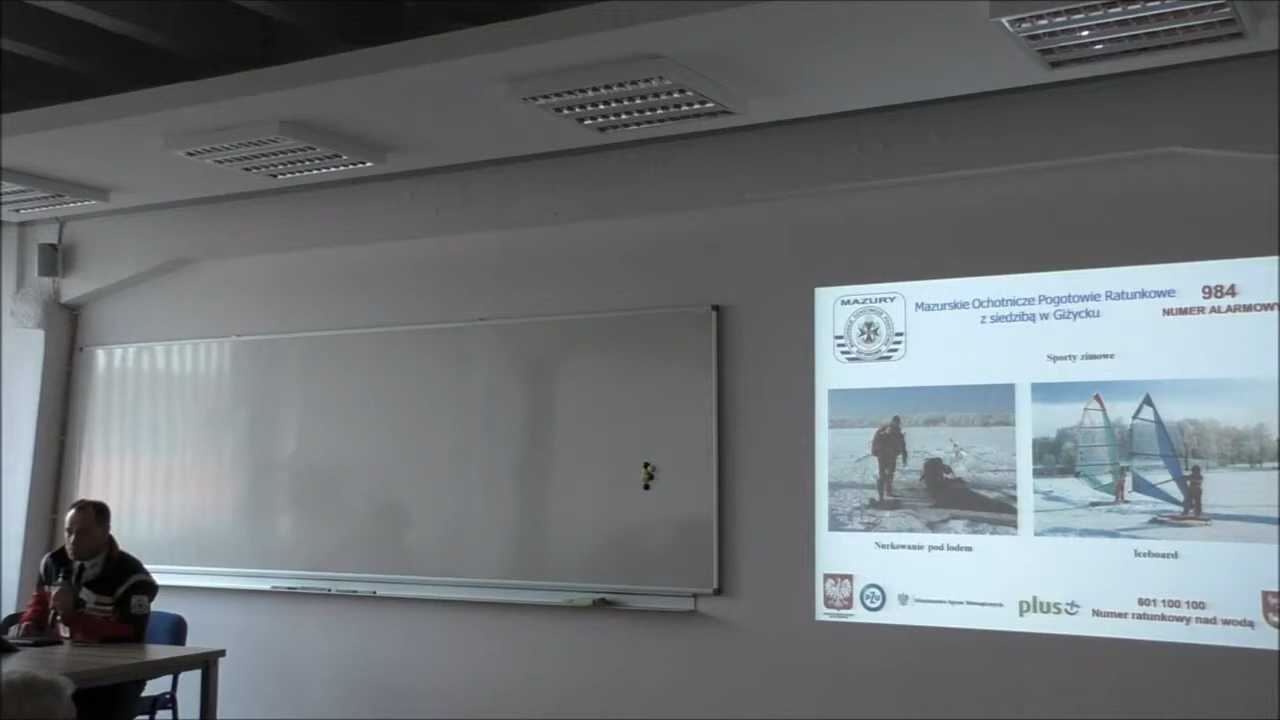 MAZURY
Mazurskie Ochotnicze Pogotowie Ratunkowe
z siedzibą w Giżycku
984
NUMER ALARMOWY
Sporty zimowe
Nurkowanie pod lodem
Iceboard
PZU
plus
601 100 100
Numer ratunkowy nad wodą